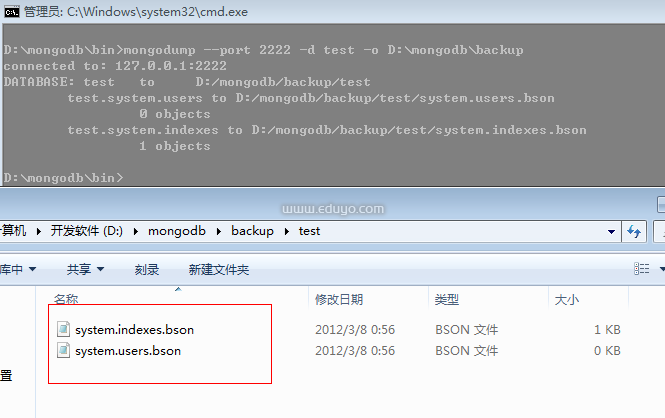 管理员: C:\Windows\system32\cmd.exe
D:\mongodb\bin>mongodump --port 2222 -d test -o D:\mongodb\backup
connected to: 127.0.0.1:2222
DATABASE: test to D:/mongodb/backup/test
test.system.users to D:/mongodb/backup/test/system.users.bson
0 objects
test.system.indexes to D:/mongodb/backup/test/system.indexes.bson
1 objects
D:\mongodb\bin>
www.eduyo.com
计算机 开发软件 (D:) mongodb backup test
库中 共享 刻录 新建文件夹
名称 修改日期 类型 大小
system.indexes.bson 2012/3/8 0:56 BSON 文件 1 KB
system.users.bson 2012/3/8 0:56 BSON 文件 0 KB
置